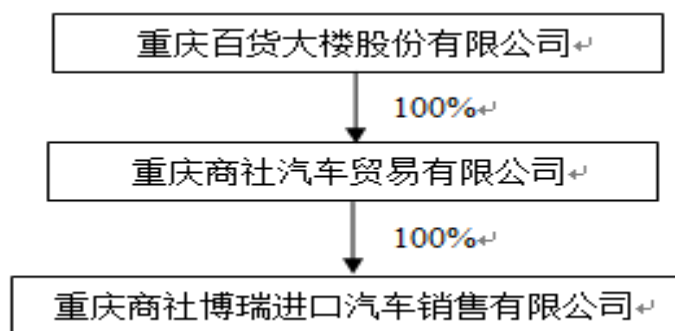 重庆百货大楼股份有限公司↵
100%↵
重庆商社汽车贸易有限公司↵
100%↵
重庆商社博瑞进口汽车销售有限公司↵